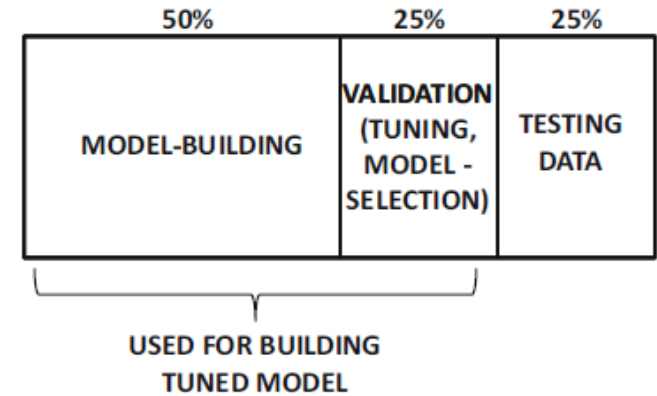 50% 25% 25%
MODEL-BUILDING
VALIDATION
(TUNING,
MODEL -
SELECTION)
TESTING
DATA
USED FOR BUILDING
TUNED MODEL